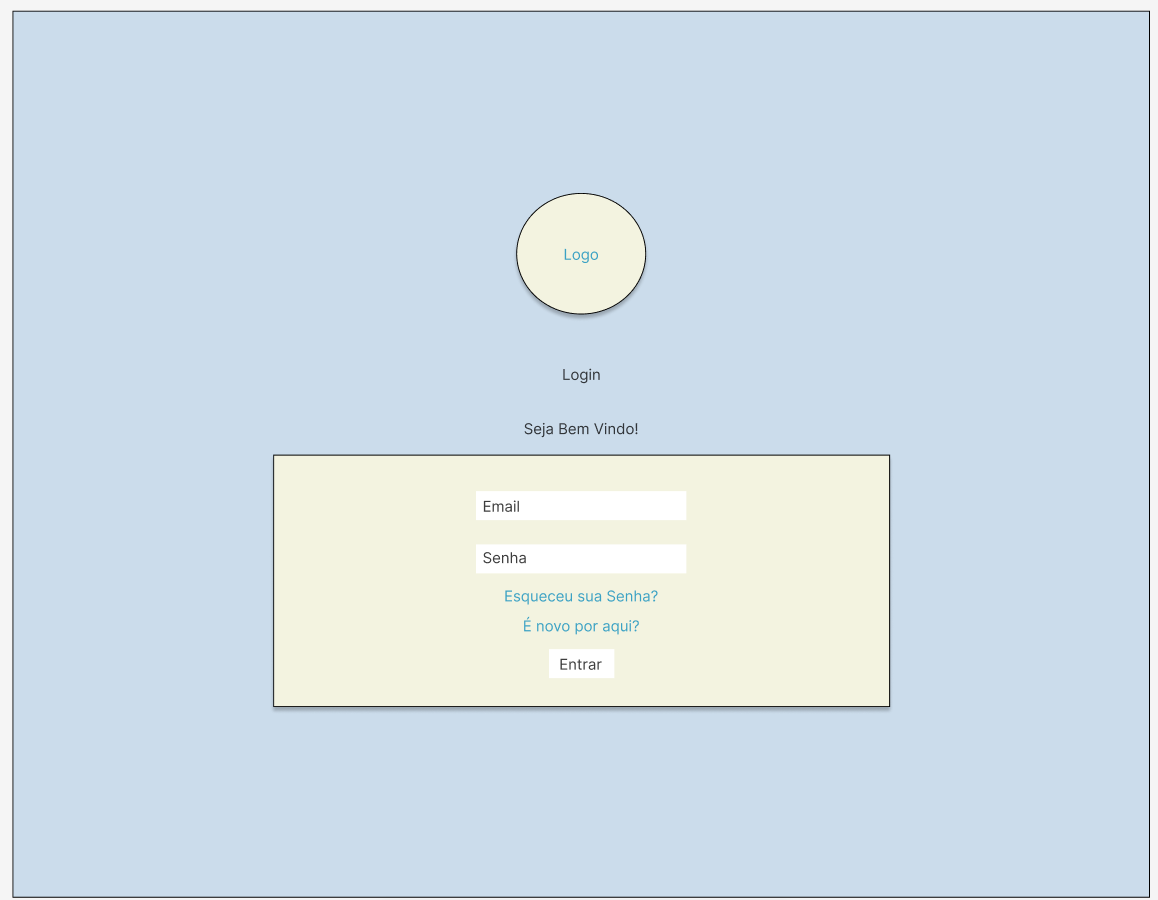 Logo
Login
Seja Bem Vindo!
Email
Senha
Esqueceu sua Senha?
É novo por aqui?
Entrar